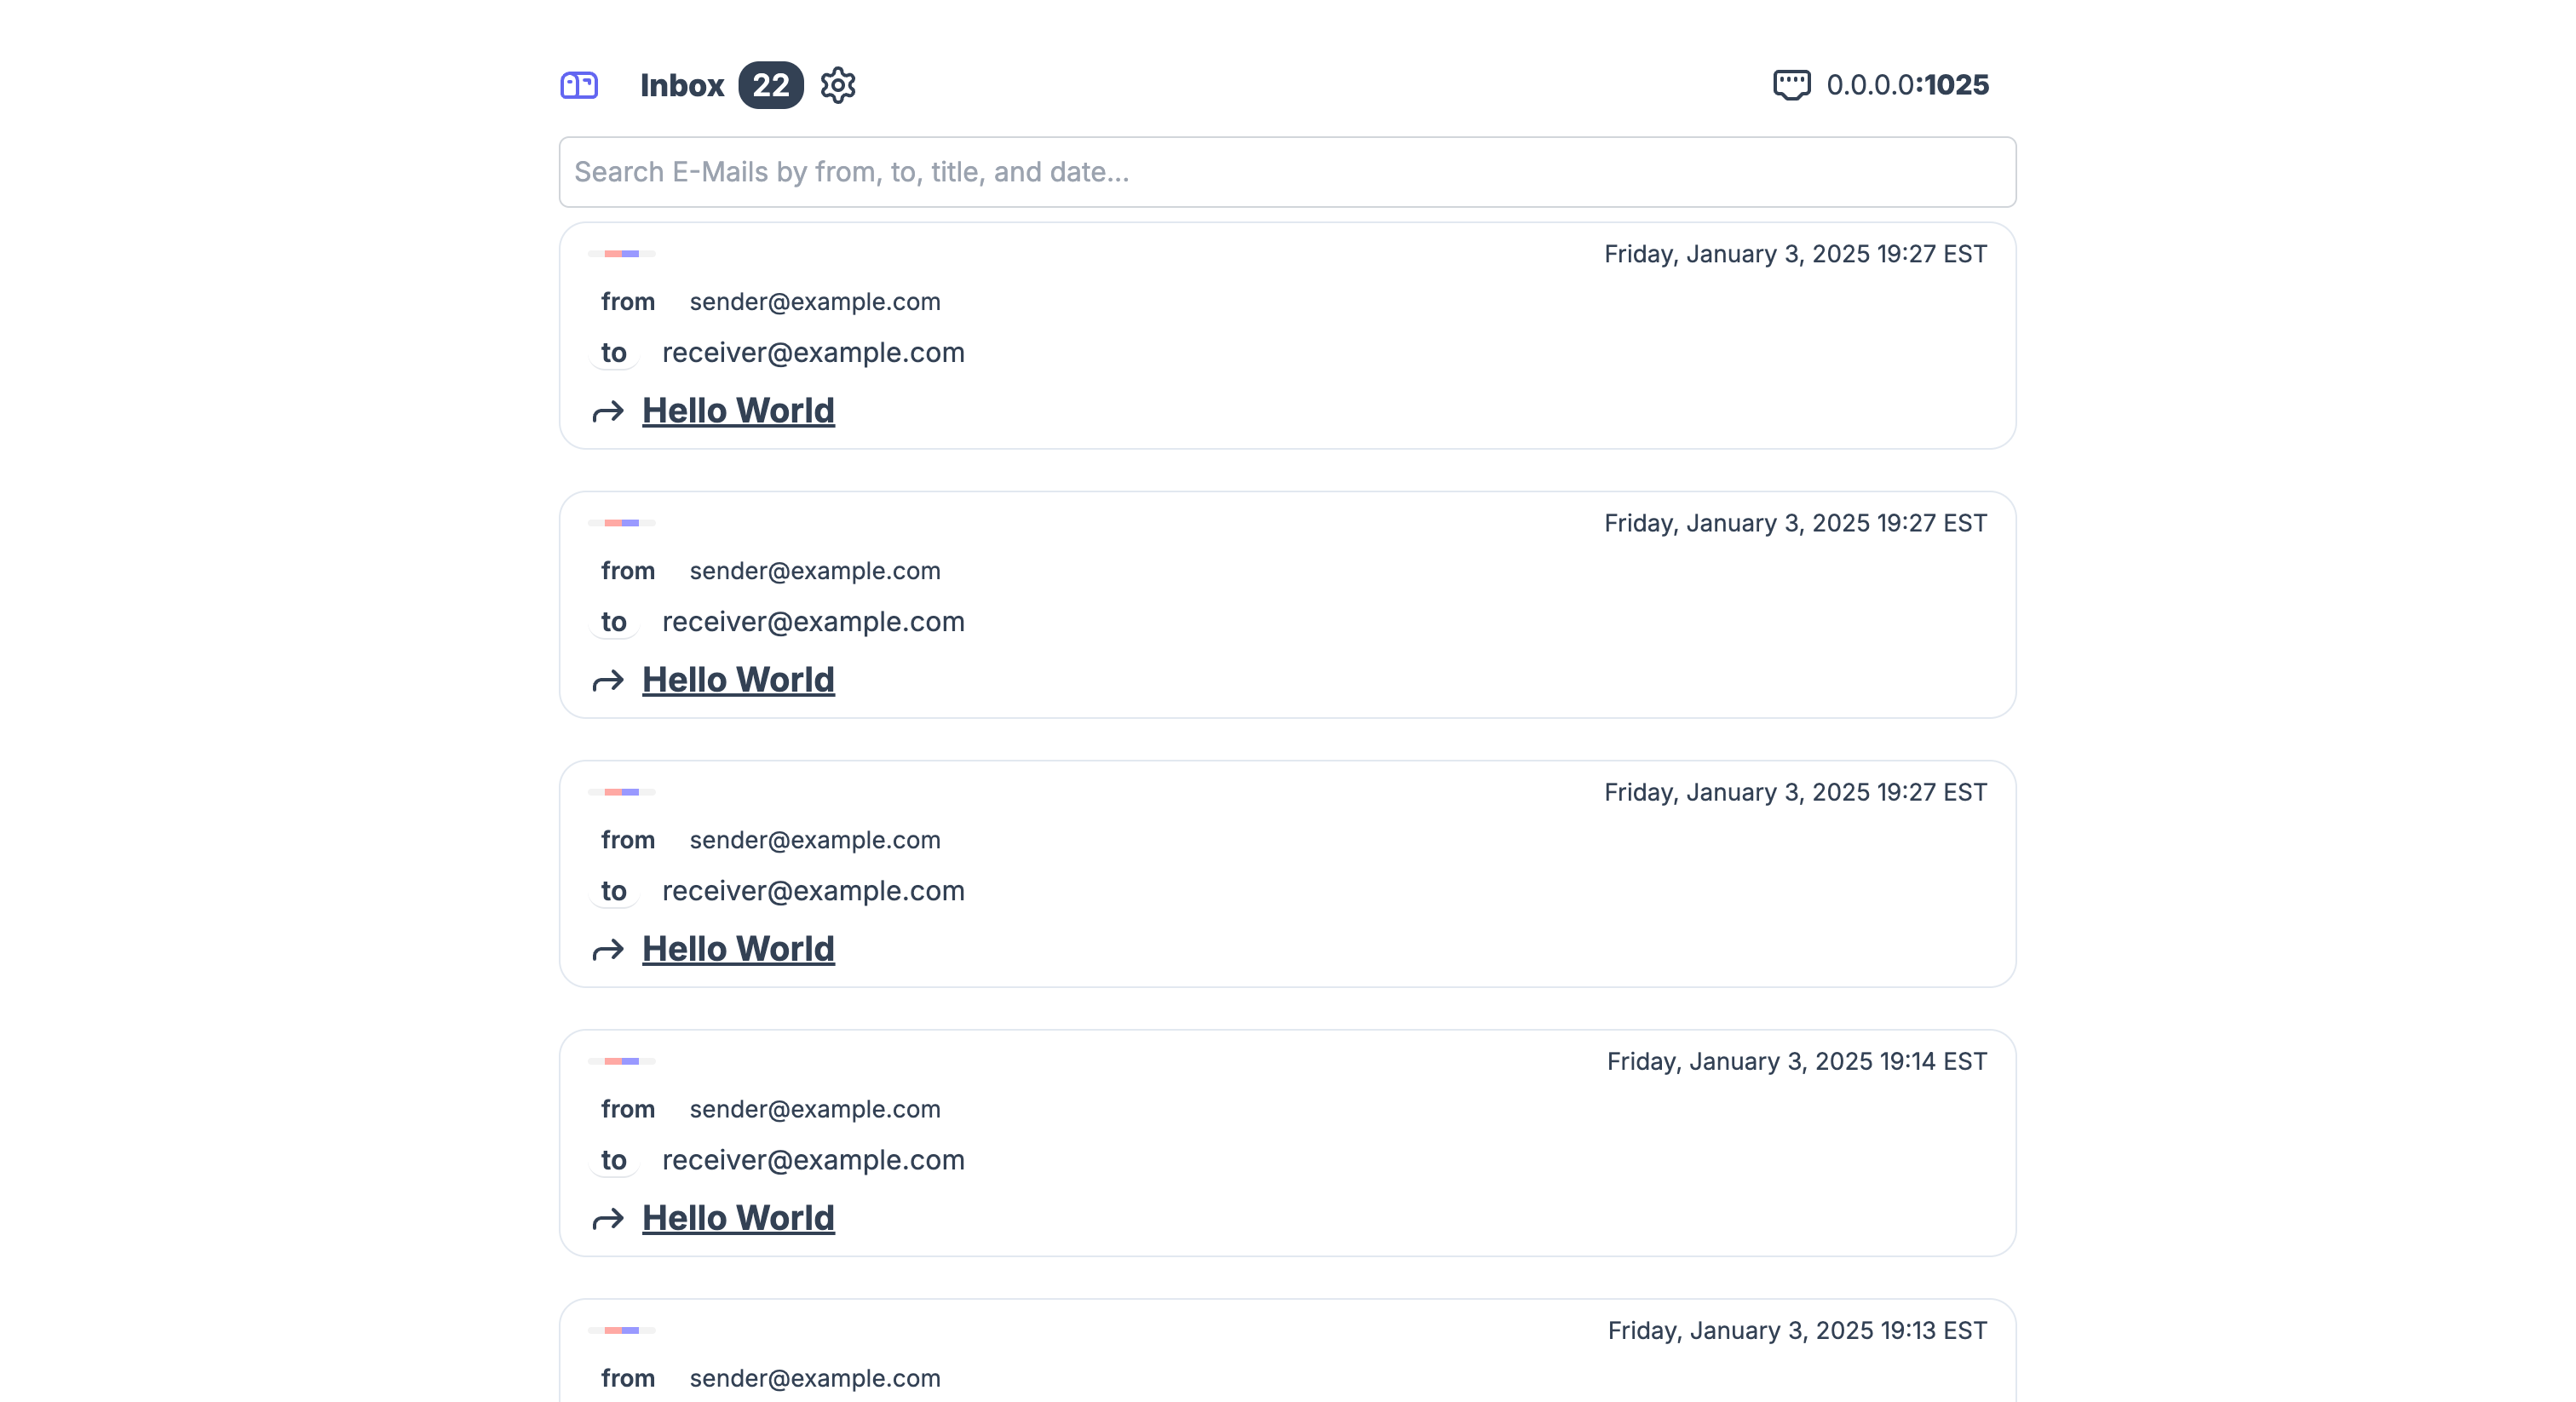 Inbox 22 0.0.0.0:1025
Search E-Mails by from, to, title, and date...
Friday, January 3, 2025 19:27 EST
from sender@example.com
to receiver@example.com
Hello World
Friday, January 3, 2025 19:27 EST
from sender@example.com
to receiver@example.com
Hello World
Friday, January 3, 2025 19:27 EST
from sender@example.com
to receiver@example.com
Hello World
Friday, January 3, 2025 19:14 EST
from sender@example.com
to receiver@example.com
Hello World
Friday, January 3, 2025 19:13 EST
from sender@example.com